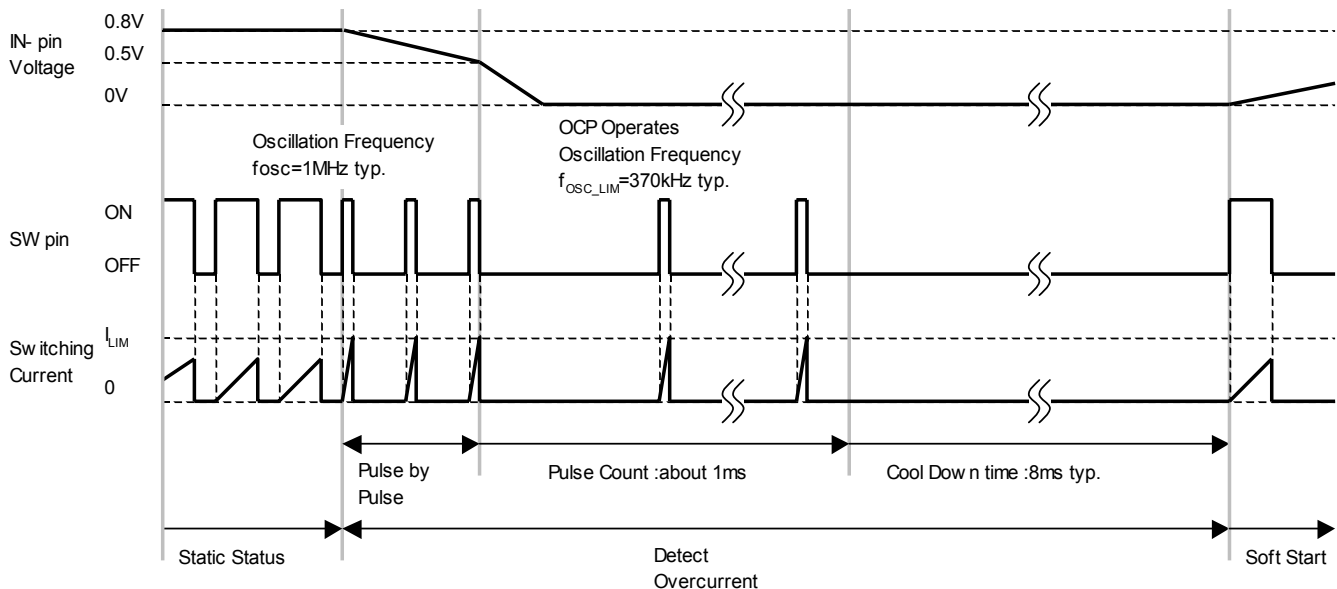 0.8V
IN- pin
Voltage
0.5V
0V
Oscillation Frequency
fosc=1MHz typ.
OCP Operates
Oscillation Frequency
fOSC_LIM=370kHz typ.
ON
SW pin
OFF
ILIM
Switching
Current
0
Pulse by
Pulse
Pulse Count :about 1ms
Cool Down time :8ms typ.
Static Status
Detect
Overcurrent
Soft Start